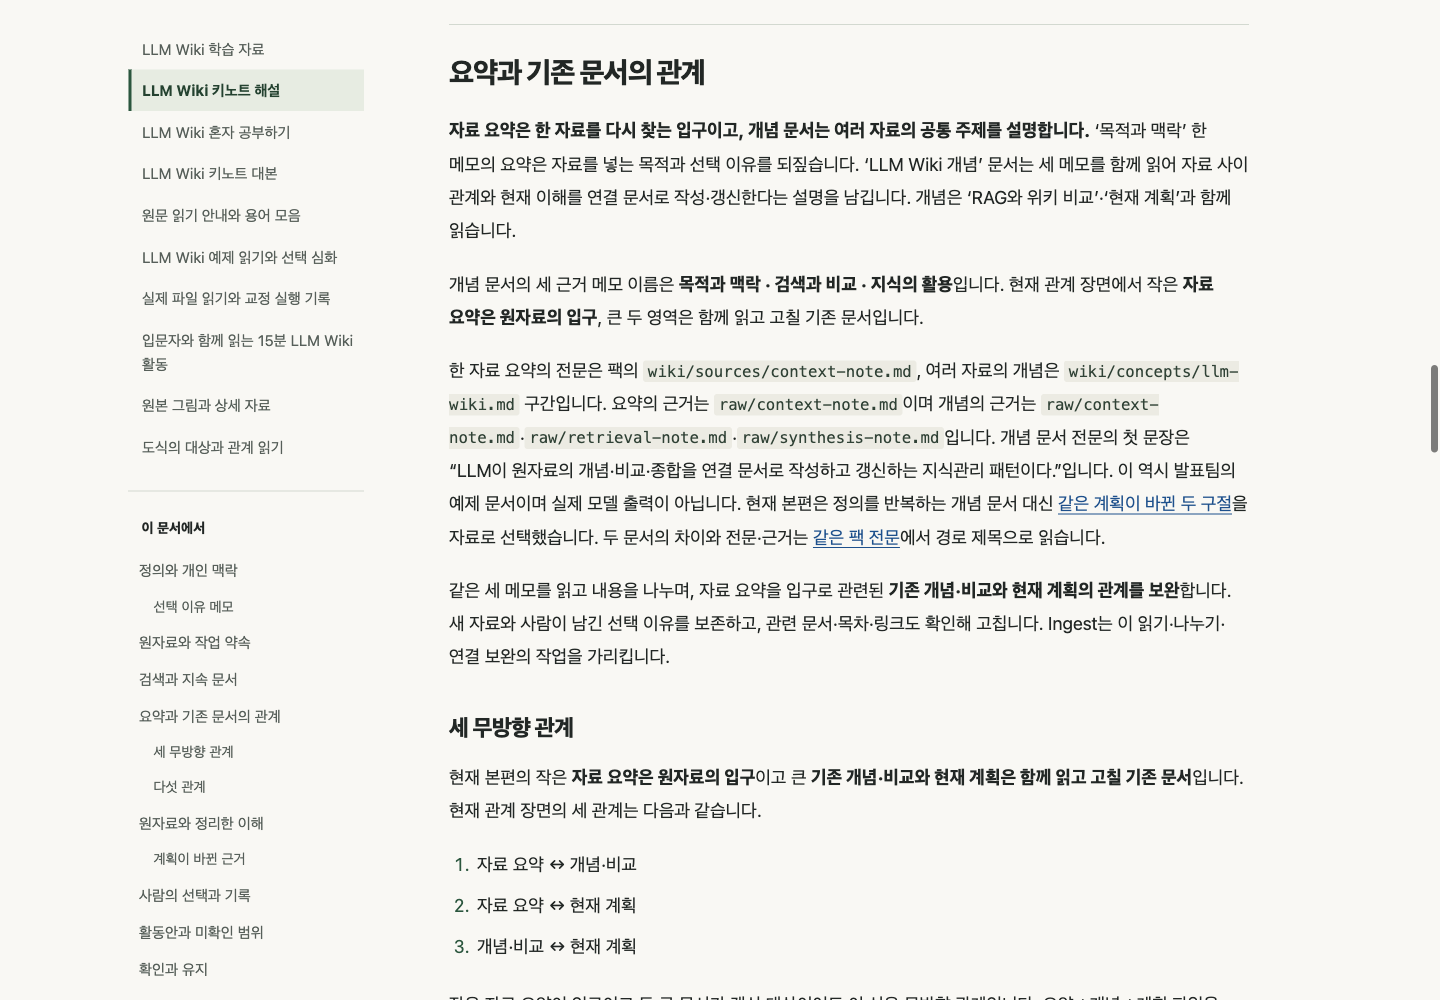 LLM Wiki 학습 자료
LLM Wiki 키노트 해설
LLM Wiki 혼자 공부하기
LLM Wiki 키노트 대본
원문 읽기 안내와 용어 모음
LLM Wiki 예제 읽기와 선택 심화
실제 파일 읽기와 교정 실행 기록
입문자와 함께 읽는 15분 LLM Wiki
활동
원본 그림과 상세 자료
도식의 대상과 관계 읽기
이 문서에서
정의와 개인 맥락
선택 이유 메모
원자료와 작업 약속
검색과 지속 문서
요약과 기존 문서의 관계
세 무방향 관계
다섯 관계
원자료와 정리한 이해
계획이 바뀐 근거
사람의 선택과 기록
활동안과 미확인 범위
확인과 유지
요약과 기존 문서의 관계
자료 요약은 한 자료를 다시 찾는 입구이고, 개념 문서는 여러 자료의 공통 주제를 설명합니다. ‘목적과 맥락’ 한
메모의 요약은 자료를 넣는 목적과 선택 이유를 되짚습니다. ‘LLM Wiki 개념’ 문서는 세 메모를 함께 읽어 자료 사이
관계와 현재 이해를 연결 문서로 작성·갱신한다는 설명을 남깁니다. 개념은 ‘RAG와 위키 비교’·‘현재 계획’과 함께
읽습니다.
개념 문서의 세 근거 메모 이름은 목적과 맥락 · 검색과 비교 · 지식의 활용입니다. 현재 관계 장면에서 작은 자료
요약은 원자료의 입구, 큰 두 영역은 함께 읽고 고칠 기존 문서입니다.
한 자료 요약의 전문은 팩의 wiki/sources/context-note.md, 여러 자료의 개념은 wiki/concepts/llm-
wiki.md 구간입니다. 요약의 근거는 raw/context-note.md이며 개념의 근거는 raw/context-
note.md·raw/retrieval-note.md·raw/synthesis-note.md입니다. 개념 문서 전문의 첫 문장은
“LLM이 원자료의 개념·비교·종합을 연결 문서로 작성하고 갱신하는 지식관리 패턴이다.”입니다. 이 역시 발표팀의
예제 문서이며 실제 모델 출력이 아닙니다. 현재 본편은 정의를 반복하는 개념 문서 대신 같은 계획이 바뀐 두 구절을
자료로 선택했습니다. 두 문서의 차이와 전문·근거는 같은 팩 전문에서 경로 제목으로 읽습니다.
같은 세 메모를 읽고 내용을 나누며, 자료 요약을 입구로 관련된 기존 개념·비교와 현재 계획의 관계를 보완합니다.
새 자료와 사람이 남긴 선택 이유를 보존하고, 관련 문서·목차·링크도 확인해 고칩니다. Ingest는 이 읽기·나누기·
연결 보완의 작업을 가리킵니다.
세 무방향 관계
현재 본편의 작은 자료 요약은 원자료의 입구이고 큰 기존 개념·비교와 현재 계획은 함께 읽고 고칠 기존 문서입니다.
현재 관계 장면의 세 관계는 다음과 같습니다.
1. 자료 요약 ↔ 개념·비교
2. 자료 요약 ↔ 현재 계획
3. 개념·비교 ↔ 현재 계획